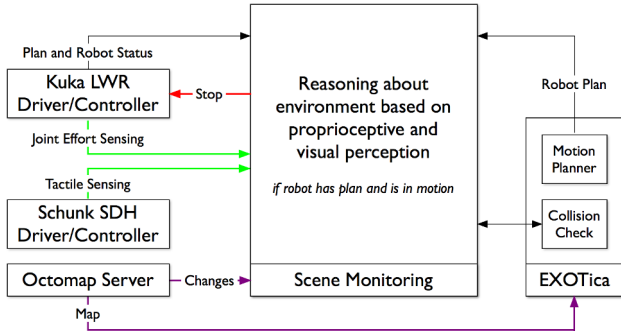 Plan and Robot Status
Kuka LWR
Driver/Controller
Stop
Joint Effort Sensing
Tactile Sensing
Schunk SDH
Driver/Controller
Octomap Server
Changes
Map
Reasoning about
environment based on
proprioceptive and
visual perception
if robot has plan and is in motion
Scene Monitoring
Robot Plan
Motion
Planner
Collision
Check
EXOTica